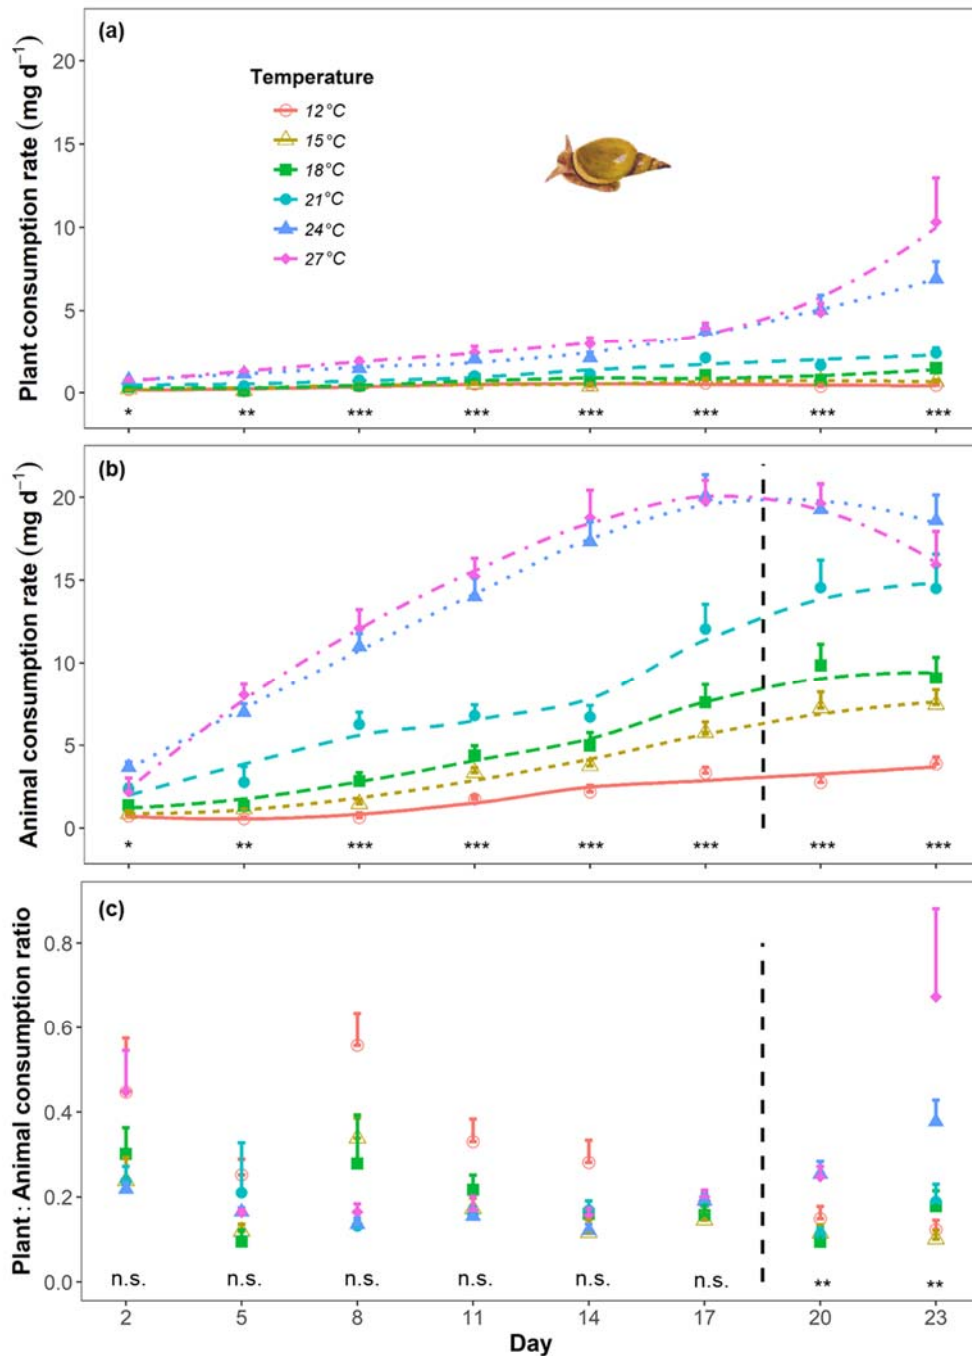 (a)
Plant consumption rate (mg d⁻¹)
20
15
10
5
0
Temperature
12°C
15°C
18°C
21°C
24°C
27°C
* ** *** *** *** *** *** ***
(b)
Animal consumption rate (mg d⁻¹)
20
15
10
5
0
* ** *** *** *** *** *** ***
(c)
Plant : Animal consumption ratio
0.8
0.6
0.4
0.2
0.0
n.s. n.s. n.s. n.s. n.s. n.s. ** **
2 5 8 11 14 17 20 23
Day